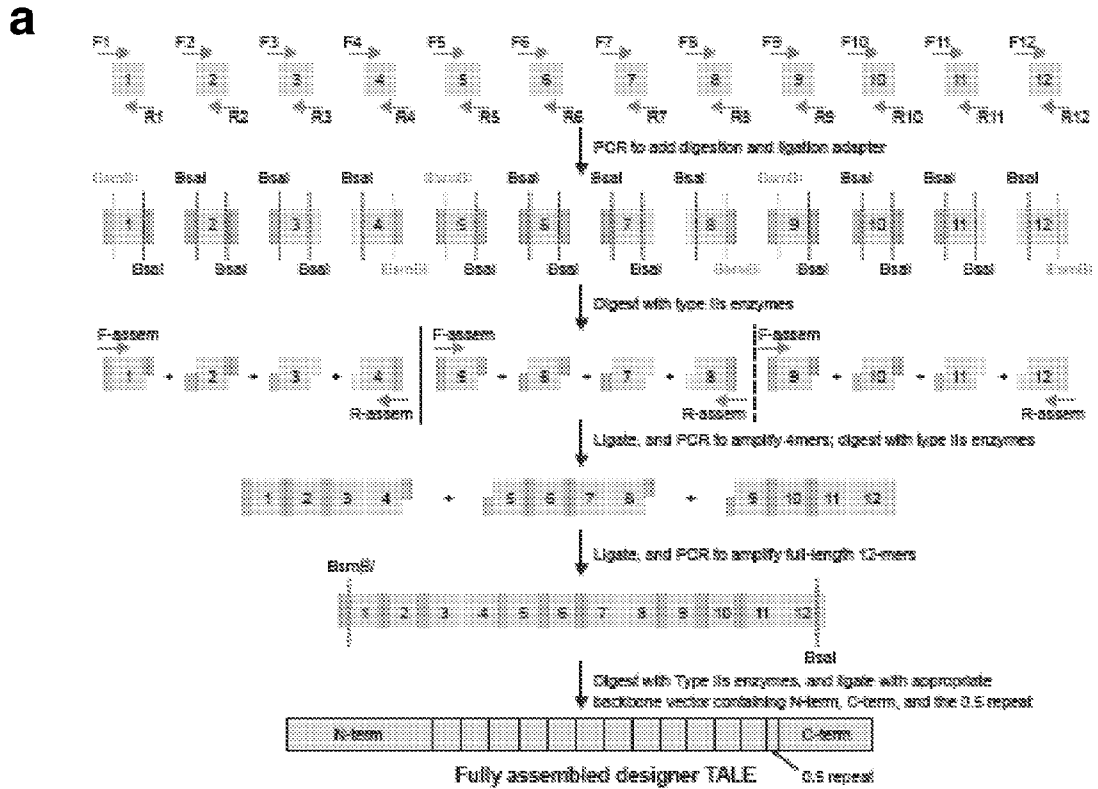 a
F1 F2 F3 F4 F5 F6 F7 F8 F9 F10 F11 F12
1 2 3 4 5 6 7 8 9 10 11 12
R1 R2 R3 R4 R5 R6 R7 R8 R9 R10 R11 R12
PCR to add digestion and ligation adapter
BsmBI BsaI BsaI BsaI BsmBI BsaI BsaI BsaI BsmBI BsaI BsaI BsaI
1 2 3 4 5 6 7 8 9 10 11 12
BsaI BsaI BsaI BsmBI BsaI BsaI BsaI BsmBI BsaI BsaI BsaI BsmBI
Digest with type IIs enzymes
F-assem F-assem F-assem
1 + 2 + 3 + 4 5 + 6 + 7 + 8 9 + 10 + 11 + 12
R-assem R-assem R-assem
Ligate, and PCR to amplify 4mers; digest with type IIs enzymes
1 2 3 4 + 5 6 7 8 + 9 10 11 12
Ligate, and PCR to amplify full-length 12-mers
1 2 3 4 5 6 7 8 9 10 11 12
BsaI
Digest with Type IIs enzymes, and ligate with appropriate
backbone vector containing N-term, C-term, and the 0.5 repeat
N-term C-term
Fully assembled designer TALE 0.5 repeat